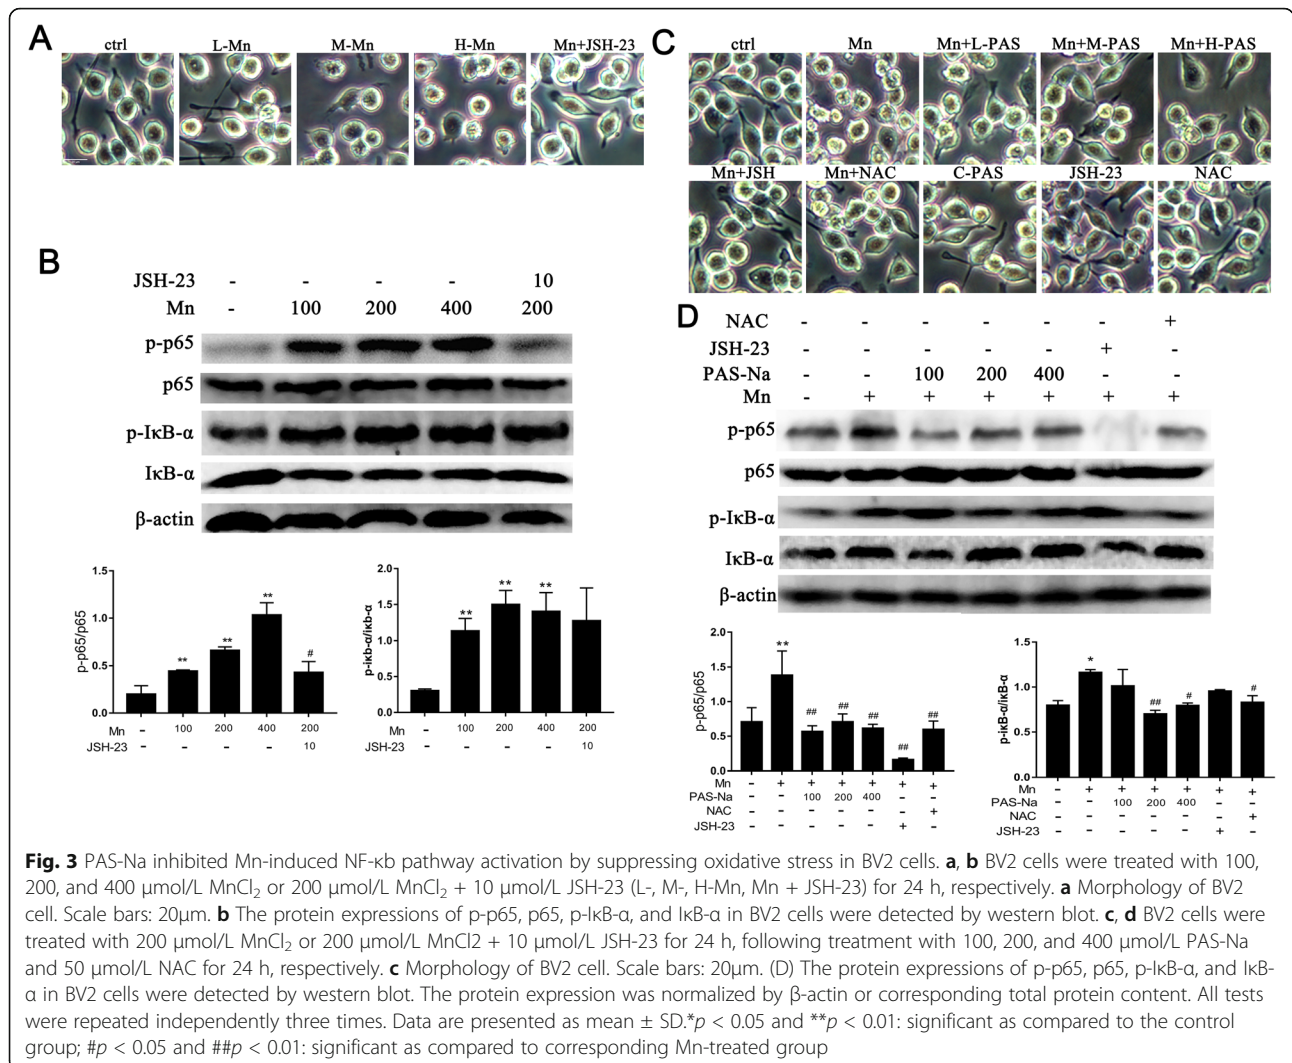 A
ctrl L-Mn M-Mn H-Mn Mn+JSH-23
B
JSH-23 - - - - 10
Mn - 100 200 400 200
p-p65
p65
p-IκB-α
IκB-α
β-actin
p-p65/p65
1.5
1.0
0.5
0.0
** ** ** #
Mn - 100 200 400 200
JSH-23 - - - - 10
p-ikb-α/ikb-α
2.0
1.5
1.0
0.5
0.0
** ** **
- 100 200 400 200
- - - - 10
C
ctrl Mn Mn+L-PAS Mn+M-PAS Mn+H-PAS
Mn+JSH Mn+NAC C-PAS JSH-23 NAC
D
NAC - - - - - - +
JSH-23 - - - - - + -
PAS-Na - - 100 200 400 - -
Mn - + + + + + +
p-p65
p65
p-IκB-α
IκB-α
β-actin
p-p65/p65
2.0
1.5
1.0
0.5
0.0
** ## ## ## ## ##
Mn - + + + + + +
PAS-Na - - 100 200 400 - -
NAC - - - - - - +
JSH-23 - - - - - + -
p-iκB-α/iκB-α
1.5
1.0
0.5
0.0
* ## # #
Mn - + + + + + +
PAS-Na - - 100 200 400 - -
NAC - - - - - - +
JSH-23 - - - - - + -
Fig. 3 PAS-Na inhibited Mn-induced NF-κb pathway activation by suppressing oxidative stress in BV2 cells. a, b BV2 cells were treated with 100,
200, and 400 μmol/L MnCl₂ or 200 μmol/L MnCl₂ + 10 μmol/L JSH-23 (L-, M-, H-Mn, Mn + JSH-23) for 24 h, respectively. a Morphology of BV2
cell. Scale bars: 20μm. b The protein expressions of p-p65, p65, p-IκB-α, and IκB-α in BV2 cells were detected by western blot. c, d BV2 cells were
treated with 200 μmol/L MnCl₂ or 200 μmol/L MnCl2 + 10 μmol/L JSH-23 for 24 h, following treatment with 100, 200, and 400 μmol/L PAS-Na
and 50 μmol/L NAC for 24 h, respectively. c Morphology of BV2 cell. Scale bars: 20μm. (D) The protein expressions of p-p65, p65, p-IκB-α, and IκB-
α in BV2 cells were detected by western blot. The protein expression was normalized by β-actin or corresponding total protein content. All tests
were repeated independently three times. Data are presented as mean ± SD.*p < 0.05 and **p < 0.01: significant as compared to the control
group; #p < 0.05 and ##p < 0.01: significant as compared to corresponding Mn-treated group